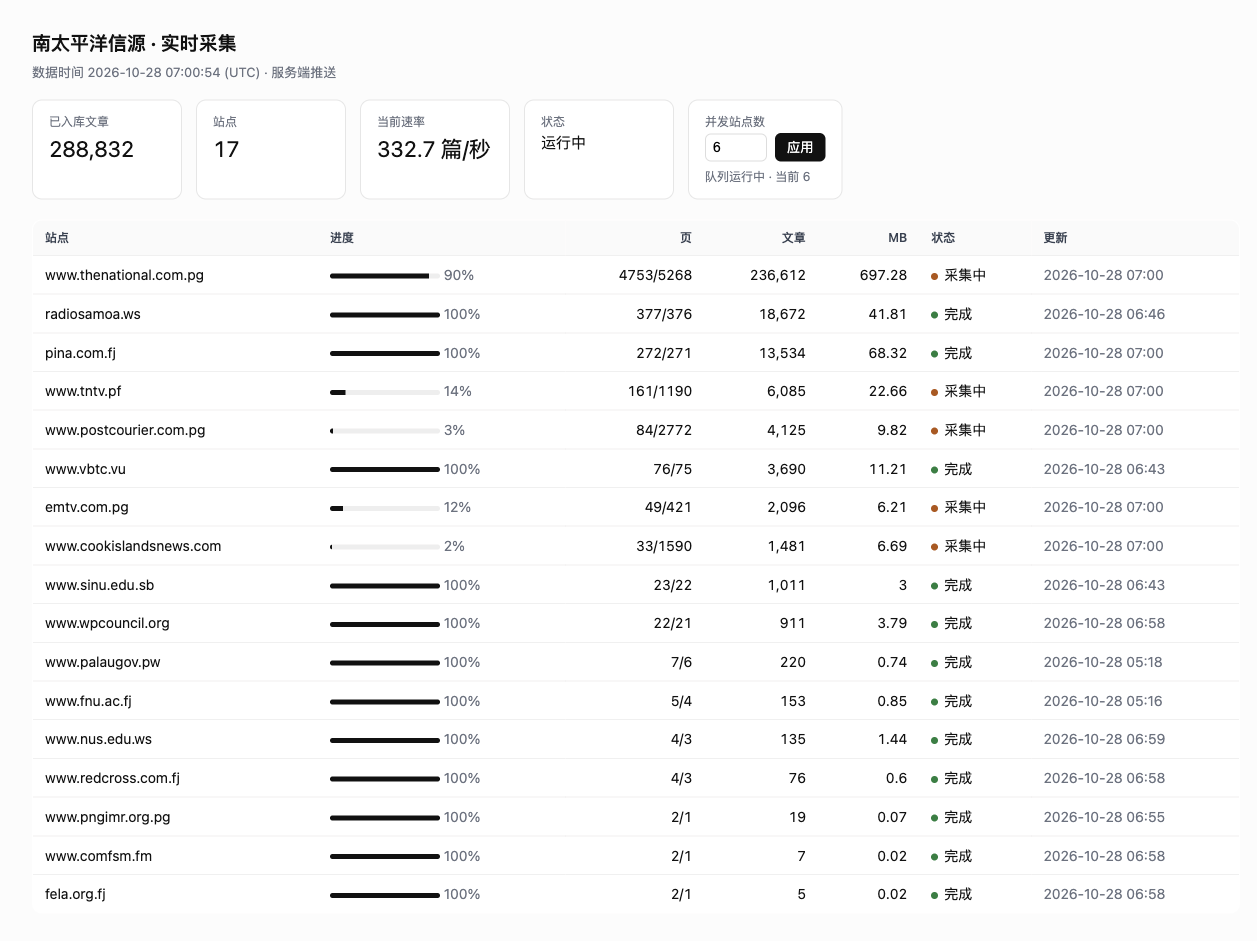 南太平洋信源 · 实时采集
数据时间 2026-10-28 07:00:54 (UTC) · 服务端推送
已入库文章
288,832
站点
17
当前速率
332.7 篇/秒
状态
运行中
并发站点数
6 应用
队列运行中 · 当前 6
站点 进度 页 文章 MB 状态 更新
www.thenational.com.pg 90% 4753/5268 236,612 697.28 采集中 2026-10-28 07:00
radiosamoa.ws 100% 377/376 18,672 41.81 完成 2026-10-28 06:46
pina.com.fj 100% 272/271 13,534 68.32 完成 2026-10-28 07:00
www.tntv.pf 14% 161/1190 6,085 22.66 采集中 2026-10-28 07:00
www.postcourier.com.pg 3% 84/2772 4,125 9.82 采集中 2026-10-28 07:00
www.vbtc.vu 100% 76/75 3,690 11.21 完成 2026-10-28 06:43
emtv.com.pg 12% 49/421 2,096 6.21 采集中 2026-10-28 07:00
www.cookislandsnews.com 2% 33/1590 1,481 6.69 采集中 2026-10-28 07:00
www.sinu.edu.sb 100% 23/22 1,011 3 完成 2026-10-28 06:43
www.wpcouncil.org 100% 22/21 911 3.79 完成 2026-10-28 06:58
www.palaugov.pw 100% 7/6 220 0.74 完成 2026-10-28 05:18
www.fnu.ac.fj 100% 5/4 153 0.85 完成 2026-10-28 05:16
www.nus.edu.ws 100% 4/3 135 1.44 完成 2026-10-28 06:59
www.redcross.com.fj 100% 4/3 76 0.6 完成 2026-10-28 06:58
www.pngimr.org.pg 100% 2/1 19 0.07 完成 2026-10-28 06:55
www.comfsm.fm 100% 2/1 7 0.02 完成 2026-10-28 06:58
fela.org.fj 100% 2/1 5 0.02 完成 2026-10-28 06:58